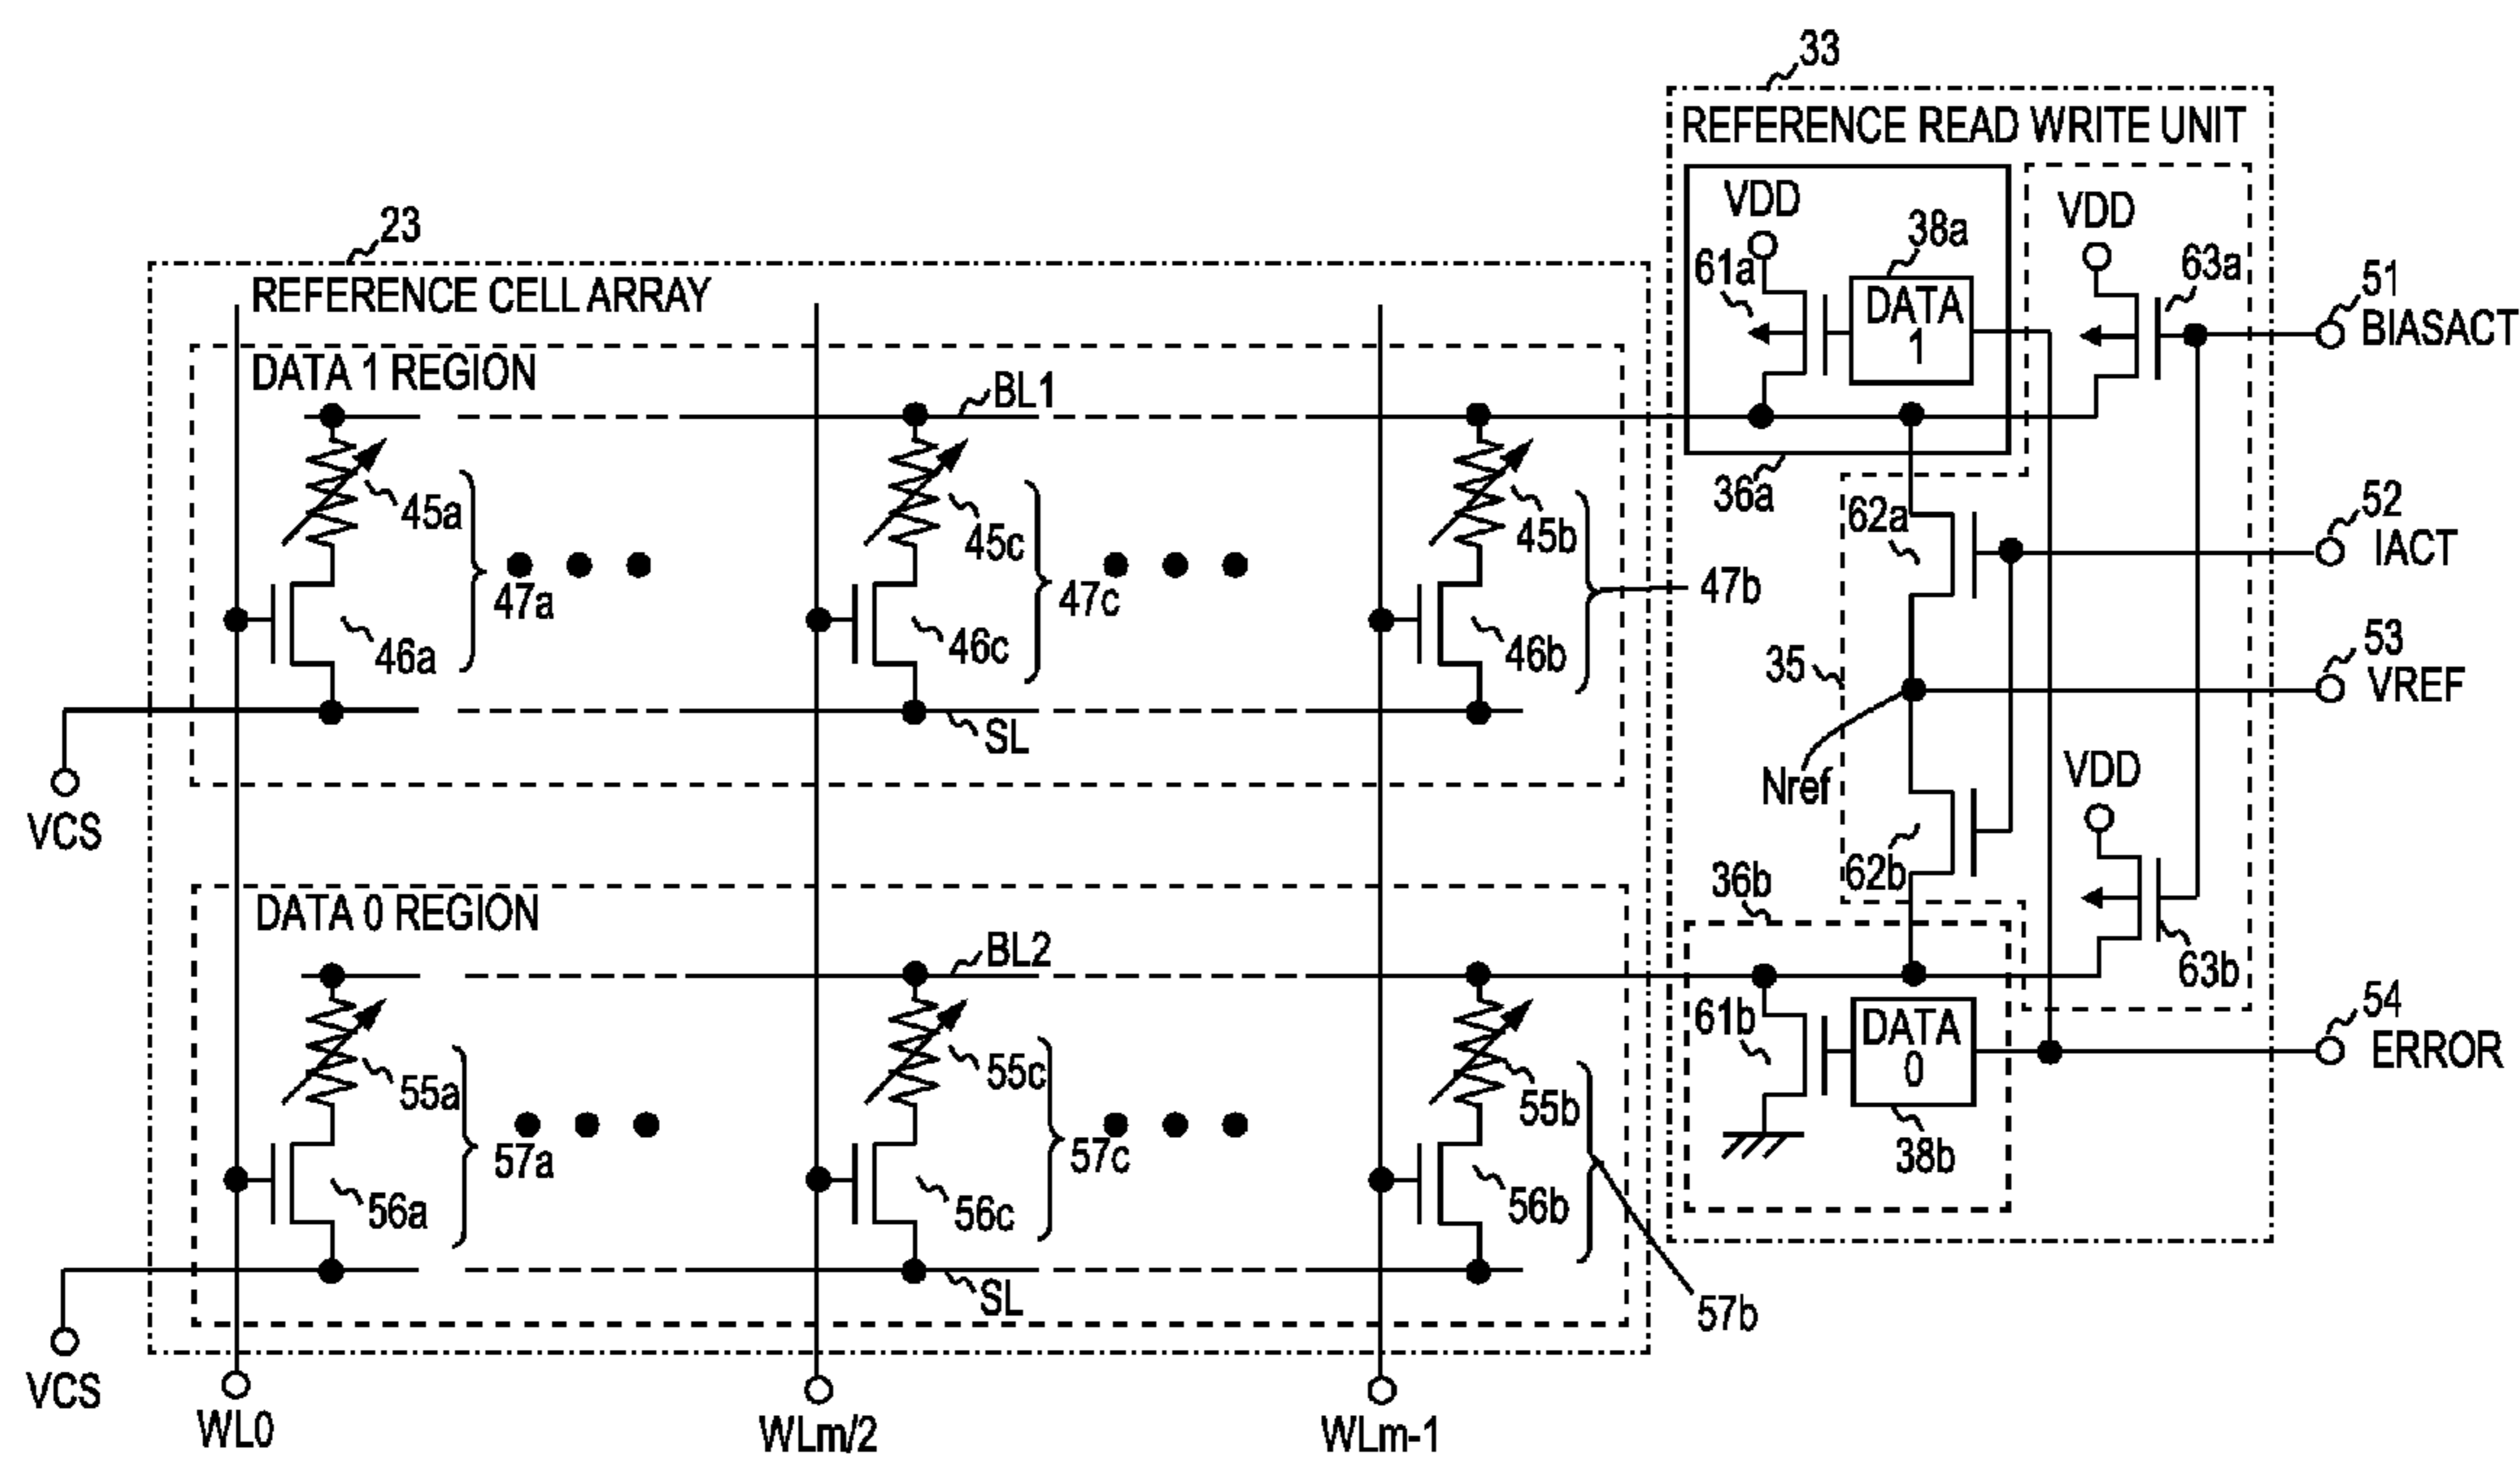 33
REFERENCE READ WRITE UNIT
23
REFERENCE CELL ARRAY
VDD
38a
VDD
61a
63a
DATA
1
51
BIASACT
DATA 1 REGION
BL1
36a
45a
45c
45b
62a
52
IACT
47a
47c
47b
46a
46c
46b
35
53
VREF
SL
Nref
VDD
VCS
62b
36b
DATA 0 REGION
BL2
63b
61b
DATA
0
54
ERROR
55a
55c
55b
57a
57c
38b
56a
56c
56b
SL
57b
VCS
WL0
WLm/2
WLm-1